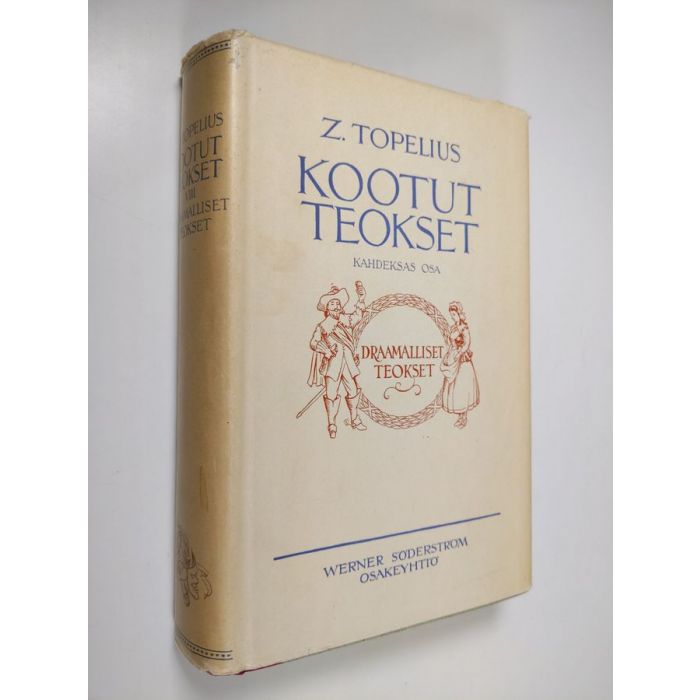 Z. TOPELIUS
KOOTUT
TEOKSET
KAHDEKSAS OSA
DRAAMALLISET
TEOKSET
WERNER SÖDERSTRÖM
OSAKEYHTIÖ
TOPELIUS
KOOTUT
TEOKSET
VIII
DRAAMALLISET
TEOKSET